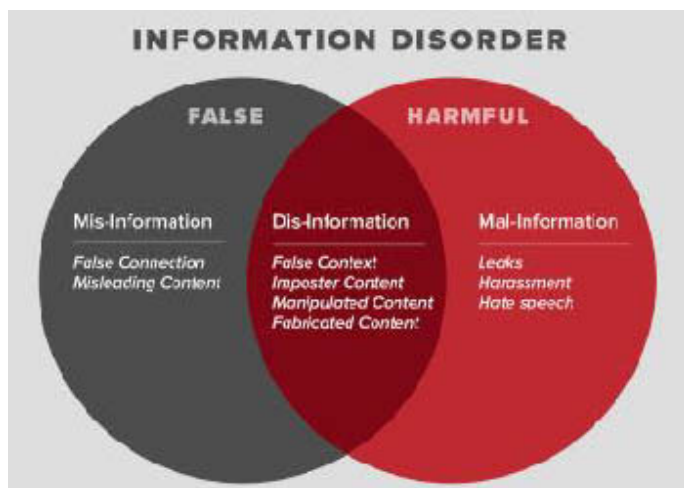 INFORMATION DISORDER
FALSE
HARMFUL
Mis-Information
False Connection
Misleading Content
Dis-Information
False Context
Imposter Content
Manipulated Content
Fabricated Content
Mal-Information
Leaks
Harassment
Hate speech